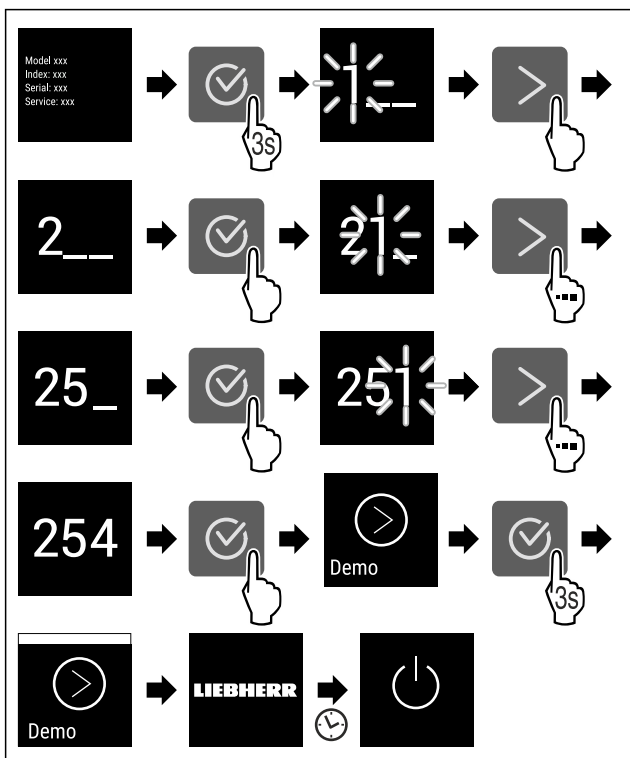 Model xxx
Index: xxx
Serial: xxx
Service: xxx
3s
1__
2__
21_
25_
251
254
Demo
3s
Demo
LIEBHERR